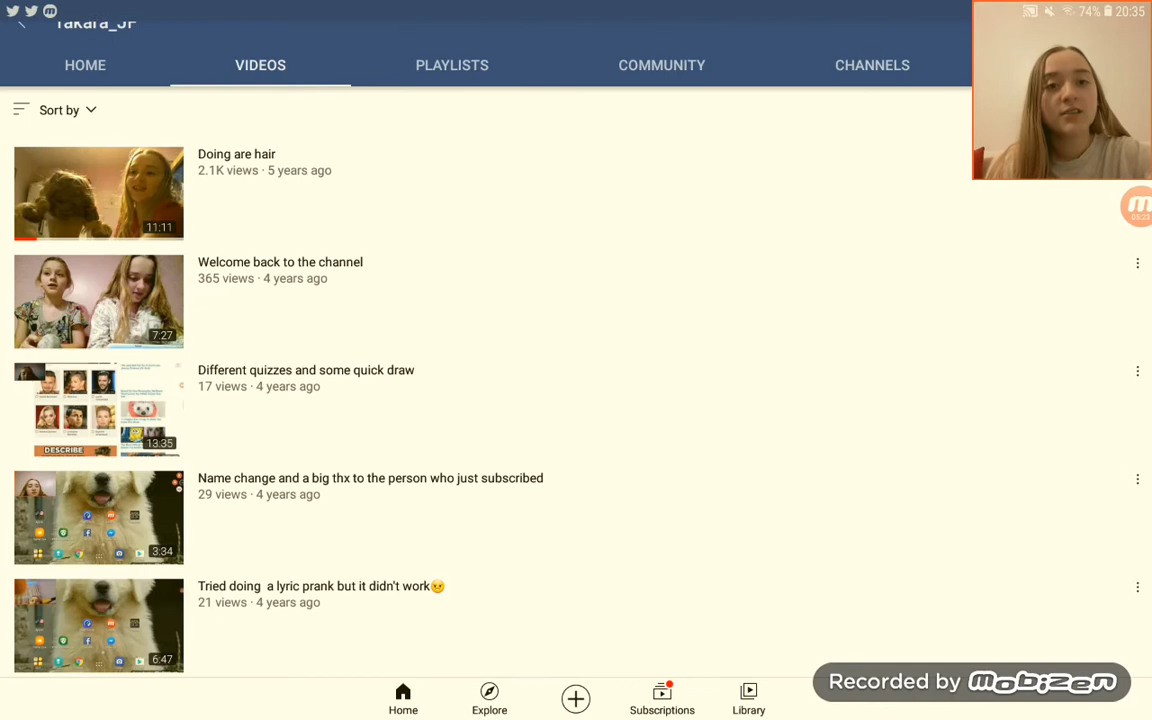 74% 20:35
Takara_JP
HOME VIDEOS PLAYLISTS COMMUNITY CHANNELS
Sort by
Doing are hair
2.1K views · 5 years ago
11:11
Welcome back to the channel
365 views · 4 years ago
7:27
Different quizzes and some quick draw
17 views · 4 years ago
13:35
DESCRIBE
Name change and a big thx to the person who just subscribed
29 views · 4 years ago
3:34
Tried doing a lyric prank but it didn't work🤨
21 views · 4 years ago
6:47
Home Explore Subscriptions Library
Recorded by mobizen